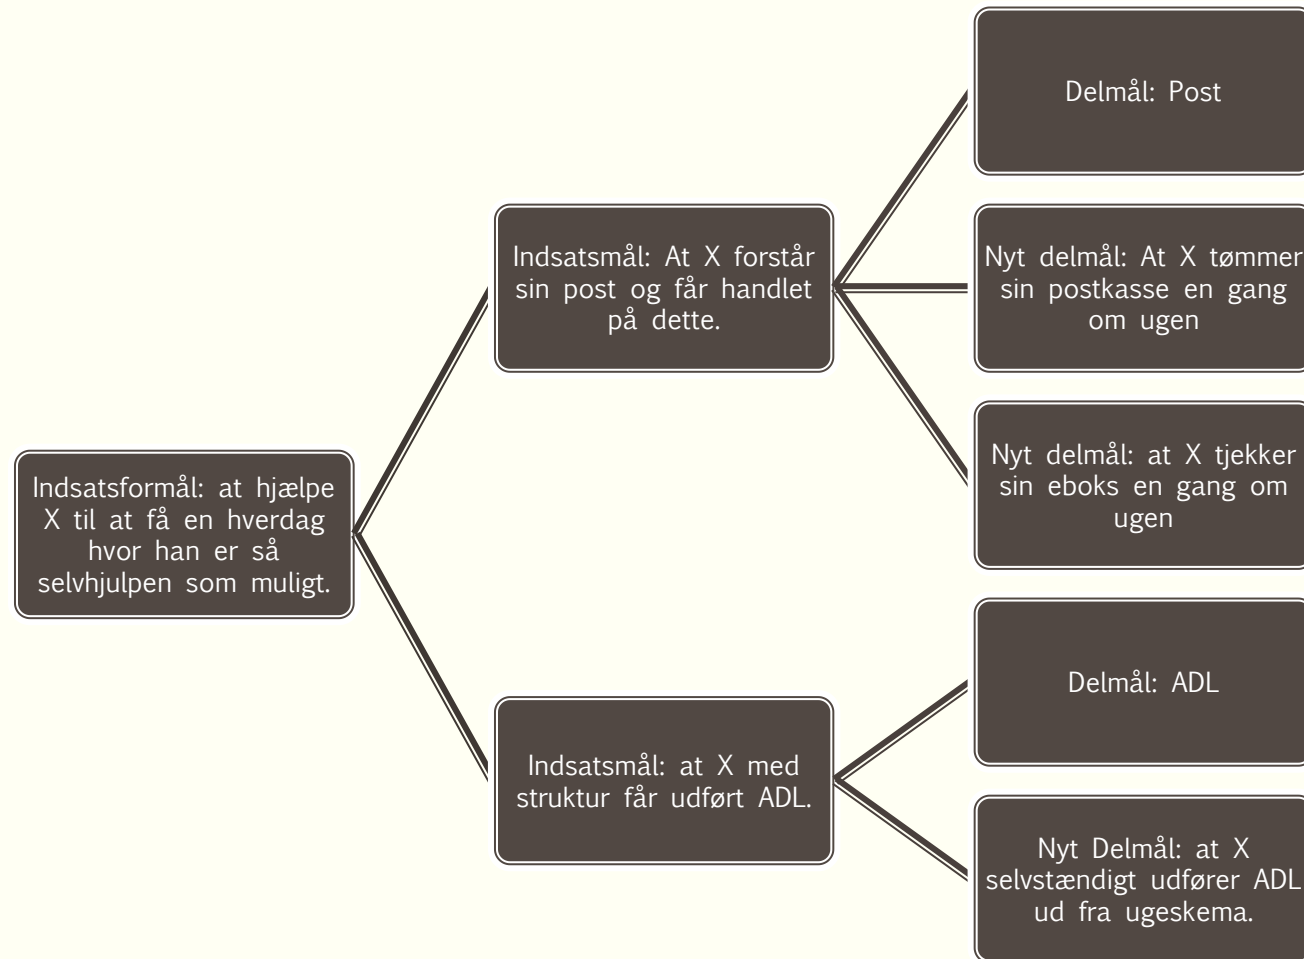 Indsatsformål: at hjælpe
X til at få en hverdag
hvor han er så
selvhjulpen som muligt.
Indsatsmål: At X forstår
sin post og får handlet
på dette.
Delmål: Post
Nyt delmål: At X tømmer
sin postkasse en gang
om ugen
Nyt delmål: at X tjekker
sin eboks en gang om
ugen
Indsatsmål: at X med
struktur får udført ADL.
Delmål: ADL
Nyt Delmål: at X
selvstændigt udfører ADL
ud fra ugeskema.